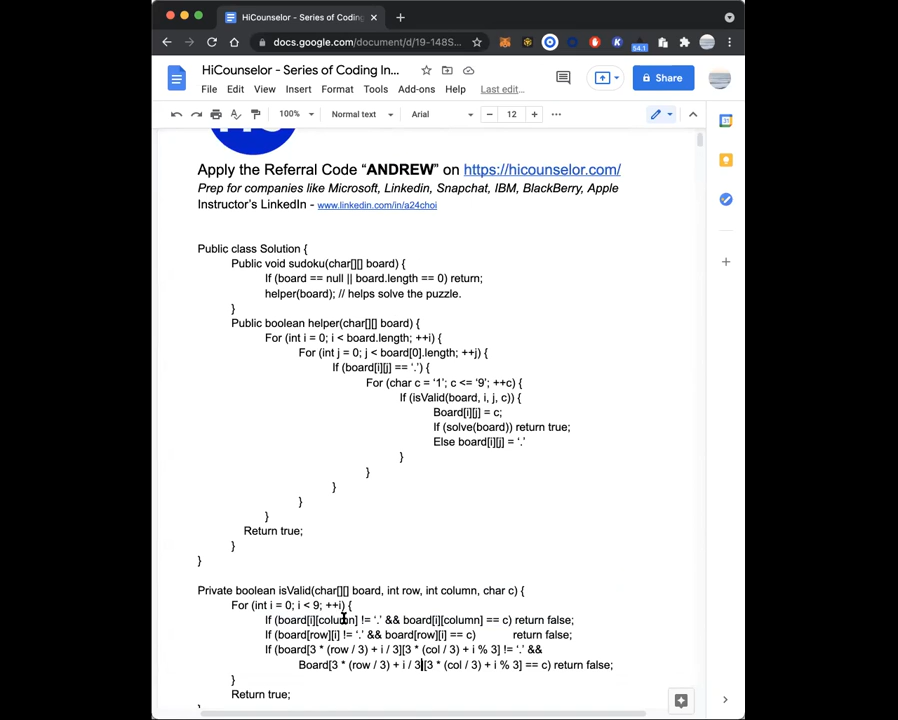 HiCounselor - Series of Coding
docs.google.com/document/d/19-148S...
54.1
HiCounselor - Series of Coding In...
File Edit View Insert Format Tools Add-ons Help Last edit...
Share
100% Normal text Arial 12
31
Apply the Referral Code “ANDREW” on https://hicounselor.com/
Prep for companies like Microsoft, Linkedin, Snapchat, IBM, BlackBerry, Apple
Instructor’s LinkedIn - www.linkedin.com/in/a24choi
Public class Solution {
Public void sudoku(char[][] board) {
If (board == null || board.length == 0) return;
helper(board); // helps solve the puzzle.
}
Public boolean helper(char[][] board) {
For (int i = 0; i < board.length; ++i) {
For (int j = 0; j < board[0].length; ++j) {
If (board[i][j] == ‘.’) {
For (char c = ‘1’; c <= ‘9’; ++c) {
If (isValid(board, i, j, c)) {
Board[i][j] = c;
If (solve(board)) return true;
Else board[i][j] = ‘.’
}
}
}
}
}
Return true;
}
}
Private boolean isValid(char[][] board, int row, int column, char c) {
For (int i = 0; i < 9; ++i) {
If (board[i][column] != ‘.’ && board[i][column] == c) return false;
If (board[row][i] != ‘.’ && board[row][i] == c) return false;
If (board[3 * (row / 3) + i / 3][3 * (col / 3) + i % 3] != ‘.’ &&
Board[3 * (row / 3) + i / 3][3 * (col / 3) + i % 3] == c) return false;
}
Return true;